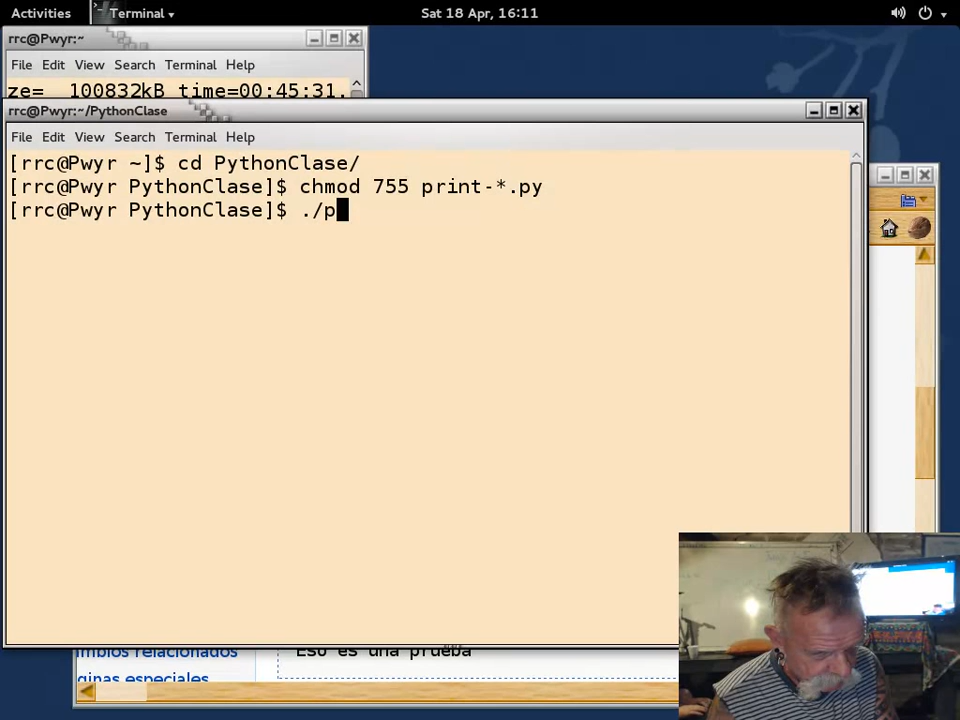 Activities
Terminal
Sat 18 Apr, 16:11
rrc@Pwyr:~
File Edit View Search Terminal Help
ze= 100832kB time=00:45:31.
rrc@Pwyr:~/PythonClase
File Edit View Search Terminal Help
[rrc@Pwyr ~]$ cd PythonClase/
[rrc@Pwyr PythonClase]$ chmod 755 print-*.py
[rrc@Pwyr PythonClase]$ ./p
mbios relacionados
Eso es una prueba
ginas especiales